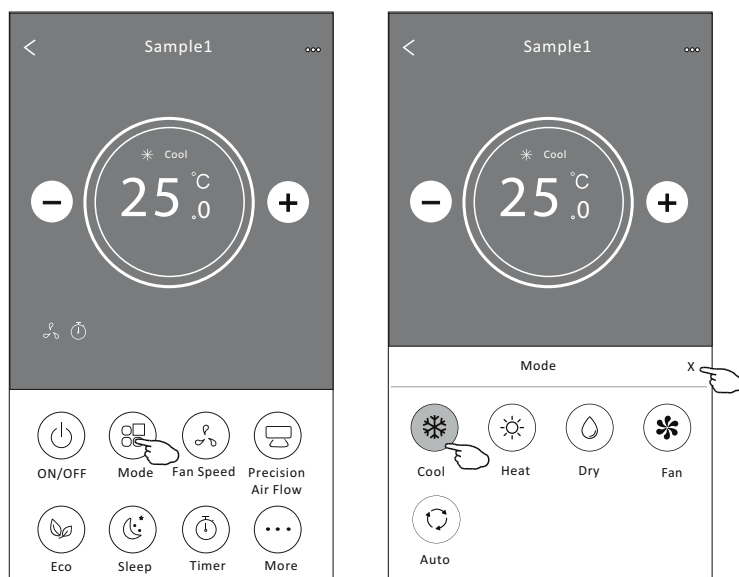 Sample1
Cool
25.0 °C
ON/OFF
Mode
Fan Speed
Precision
Air Flow
Eco
Sleep
Timer
More
Sample1
Cool
25.0 °C
Mode X
Cool
Heat
Dry
Fan
Auto